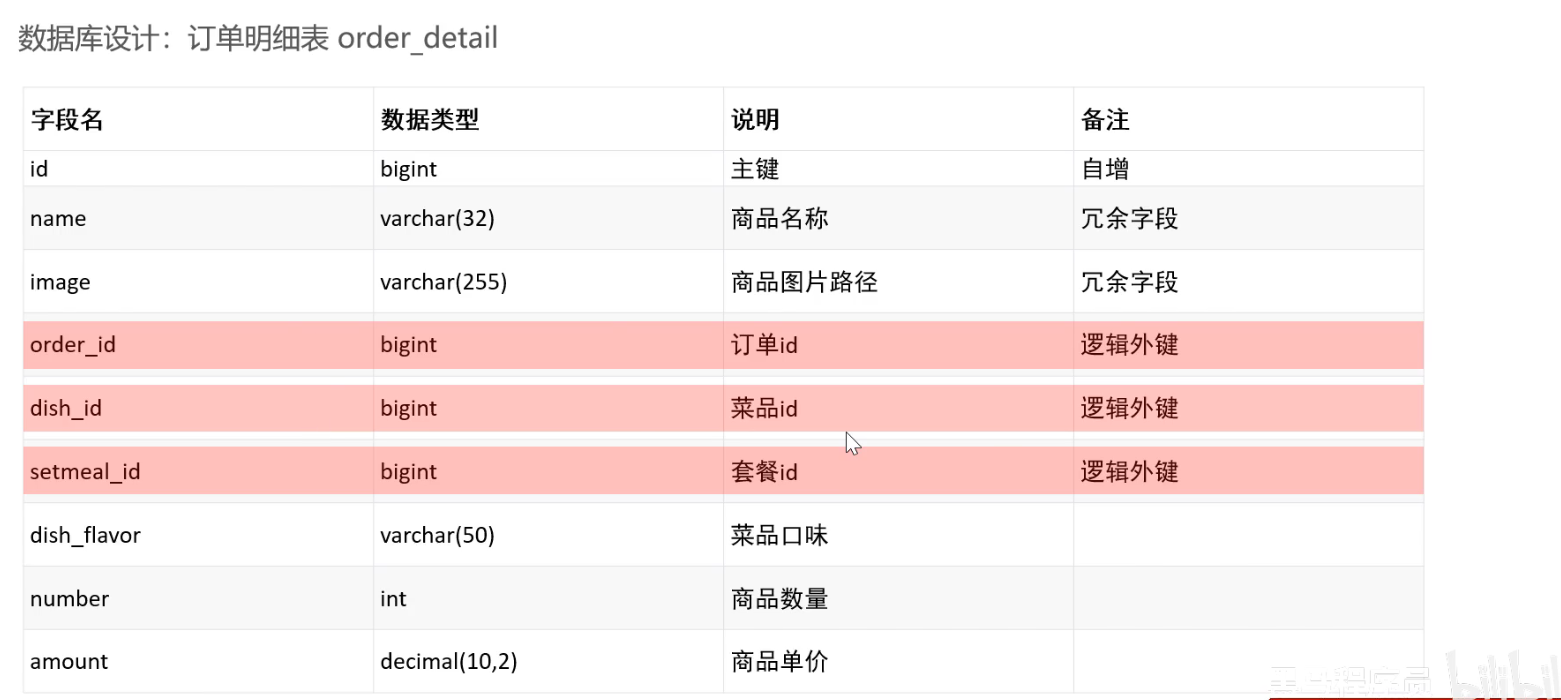 数据库设计：订单明细表 order_detail
字段名 数据类型 说明 备注
id bigint 主键 自增
name varchar(32) 商品名称 冗余字段
image varchar(255) 商品图片路径 冗余字段
order_id bigint 订单id 逻辑外键
dish_id bigint 菜品id 逻辑外键
setmeal_id bigint 套餐id 逻辑外键
dish_flavor varchar(50) 菜品口味
number int 商品数量
amount decimal(10,2) 商品单价
程序员 bilibili